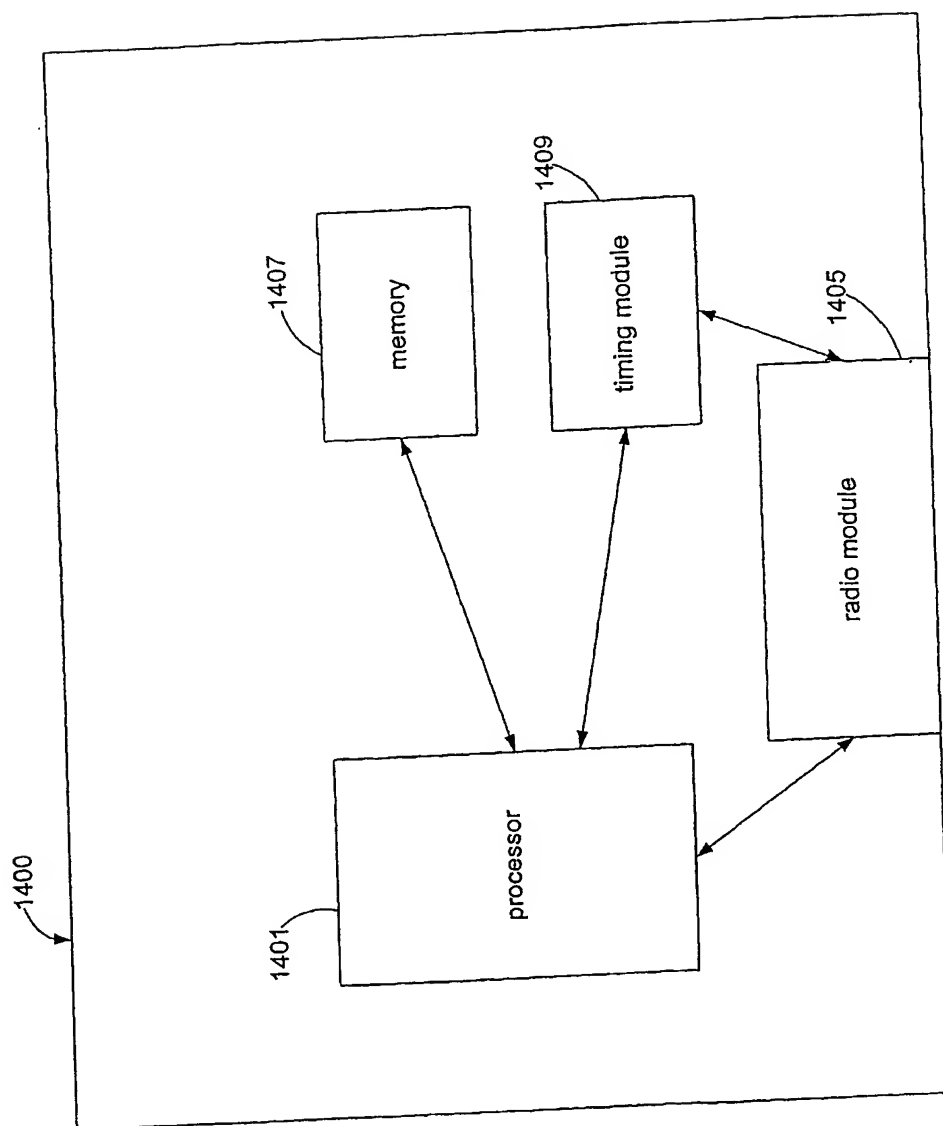 1400
1401
processor
1407
memory
1409
timing module
1405
radio module